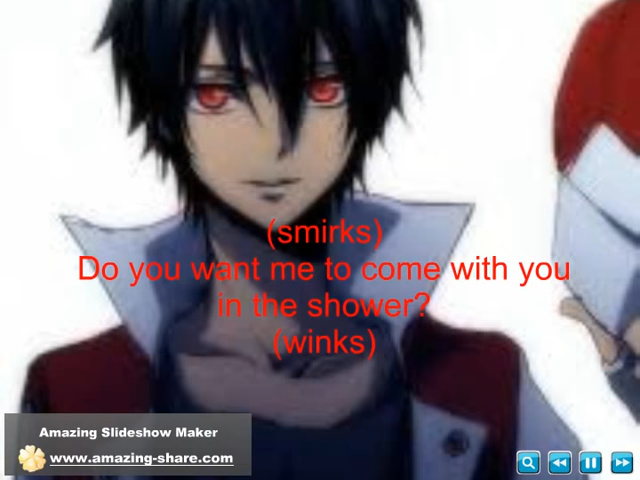 (smirks)
Do you want me to come with you
in the shower?
(winks)
Amazing Slideshow Maker
www.amazing-share.com